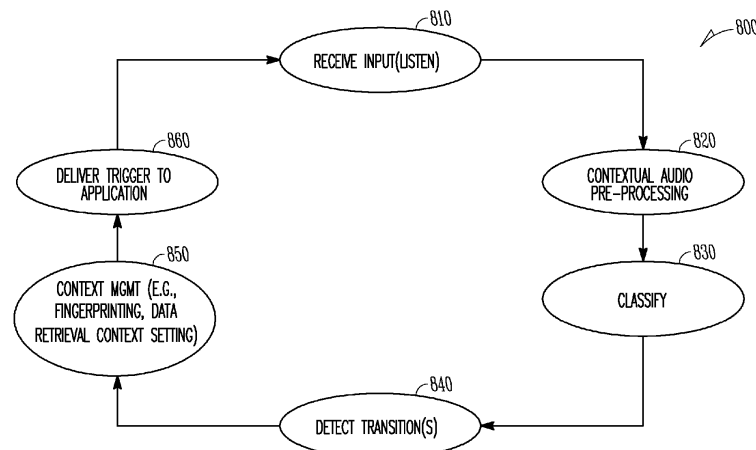 800
810
RECEIVE INPUT(LISTEN)
820
CONTEXTUAL AUDIO
PRE-PROCESSING
830
CLASSIFY
840
DETECT TRANSITION(S)
850
CONTEXT MGMT (E.G.,
FINGERPRINTING, DATA
RETRIEVAL CONTEXT SETTING)
860
DELIVER TRIGGER TO
APPLICATION